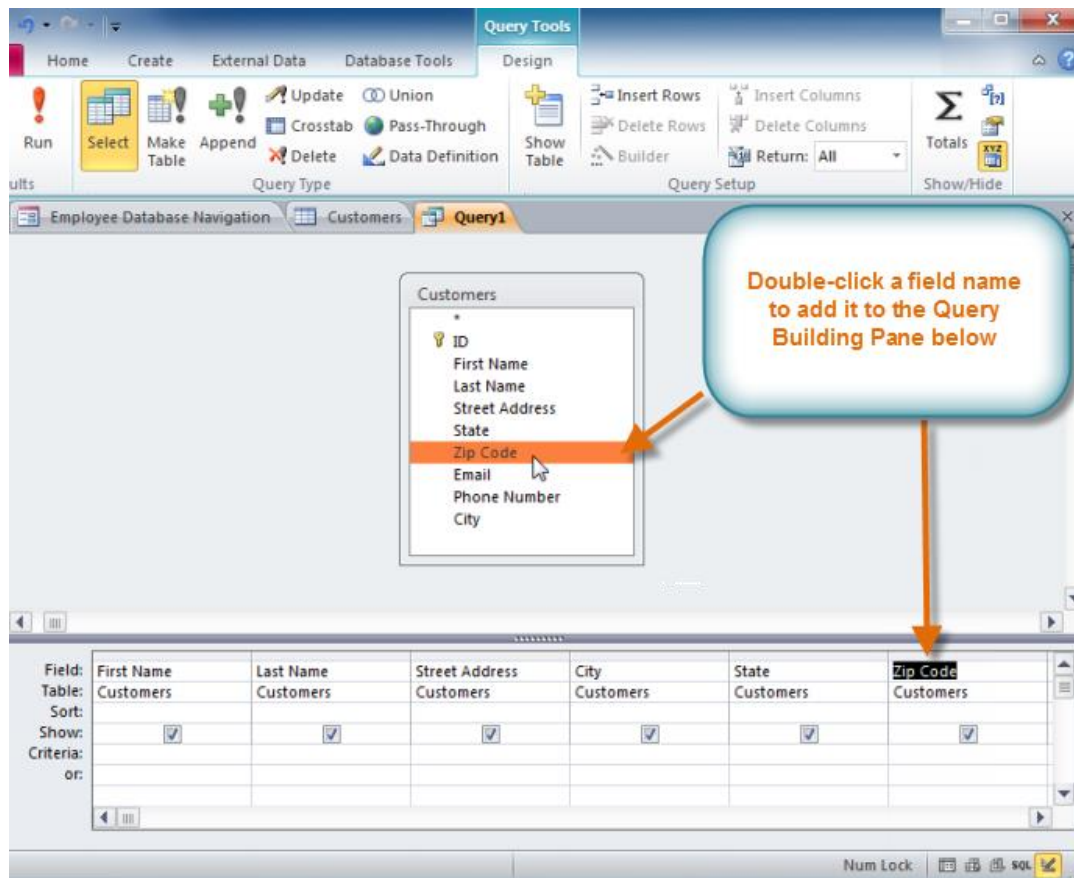 Query Tools
Home Create External Data Database Tools Design
Run
Select
Make Table
Append
Update
Crosstab
Delete
Union
Pass-Through
Data Definition
Show Table
Insert Rows
Delete Rows
Builder
Insert Columns
Delete Columns
Return: All
Totals
XYZ
ults Query Type Query Setup Show/Hide
Employee Database Navigation Customers Query1
Double-click a field name
to add it to the Query
Building Pane below
Customers
*
ID
First Name
Last Name
Street Address
State
Zip Code
Email
Phone Number
City
Field: First Name Last Name Street Address City State Zip Code
Table: Customers Customers Customers Customers Customers Customers
Sort:
Show:
Criteria:
or:
Num Lock SQL